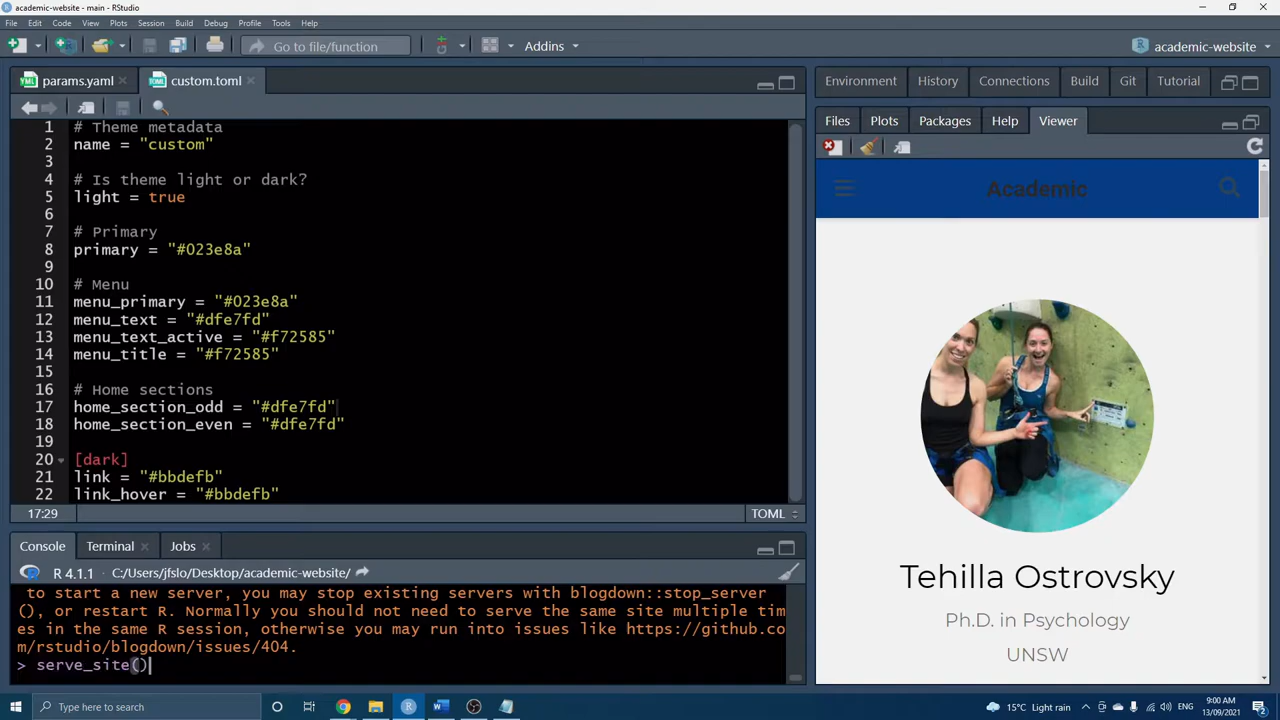 academic-website - main - RStudio
File Edit Code View Plots Session Build Debug Profile Tools Help
Go to file/function Addins academic-website
params.yaml custom.toml
1 # Theme metadata
2 name = "custom"
3
4 # Is theme light or dark?
5 light = true
6
7 # Primary
8 primary = "#023e8a"
9
10 # Menu
11 menu_primary = "#023e8a"
12 menu_text = "#dfe7fd"
13 menu_text_active = "#f72585"
14 menu_title = "#f72585"
15
16 # Home sections
17 home_section_odd = "#dfe7fd"
18 home_section_even = "#dfe7fd"
19
20 [dark]
21 link = "#bbdefb"
22 link_hover = "#bbdefb"
17:29 TOML
Console Terminal Jobs
R 4.1.1 C:/Users/jfslo/Desktop/academic-website/
to start a new server, you may stop existing servers with blogdown::stop_server
(), or restart R. Normally you should not need to serve the same site multiple tim
es in the same R session, otherwise you may run into issues like https://github.co
m/rstudio/blogdown/issues/404.
> serve_site()
Environment History Connections Build Git Tutorial
Files Plots Packages Help Viewer
Academic
Tehilla Ostrovsky
Ph.D. in Psychology
UNSW
Type here to search
15°C Light rain
ENG
9:00 AM
13/09/2021
2